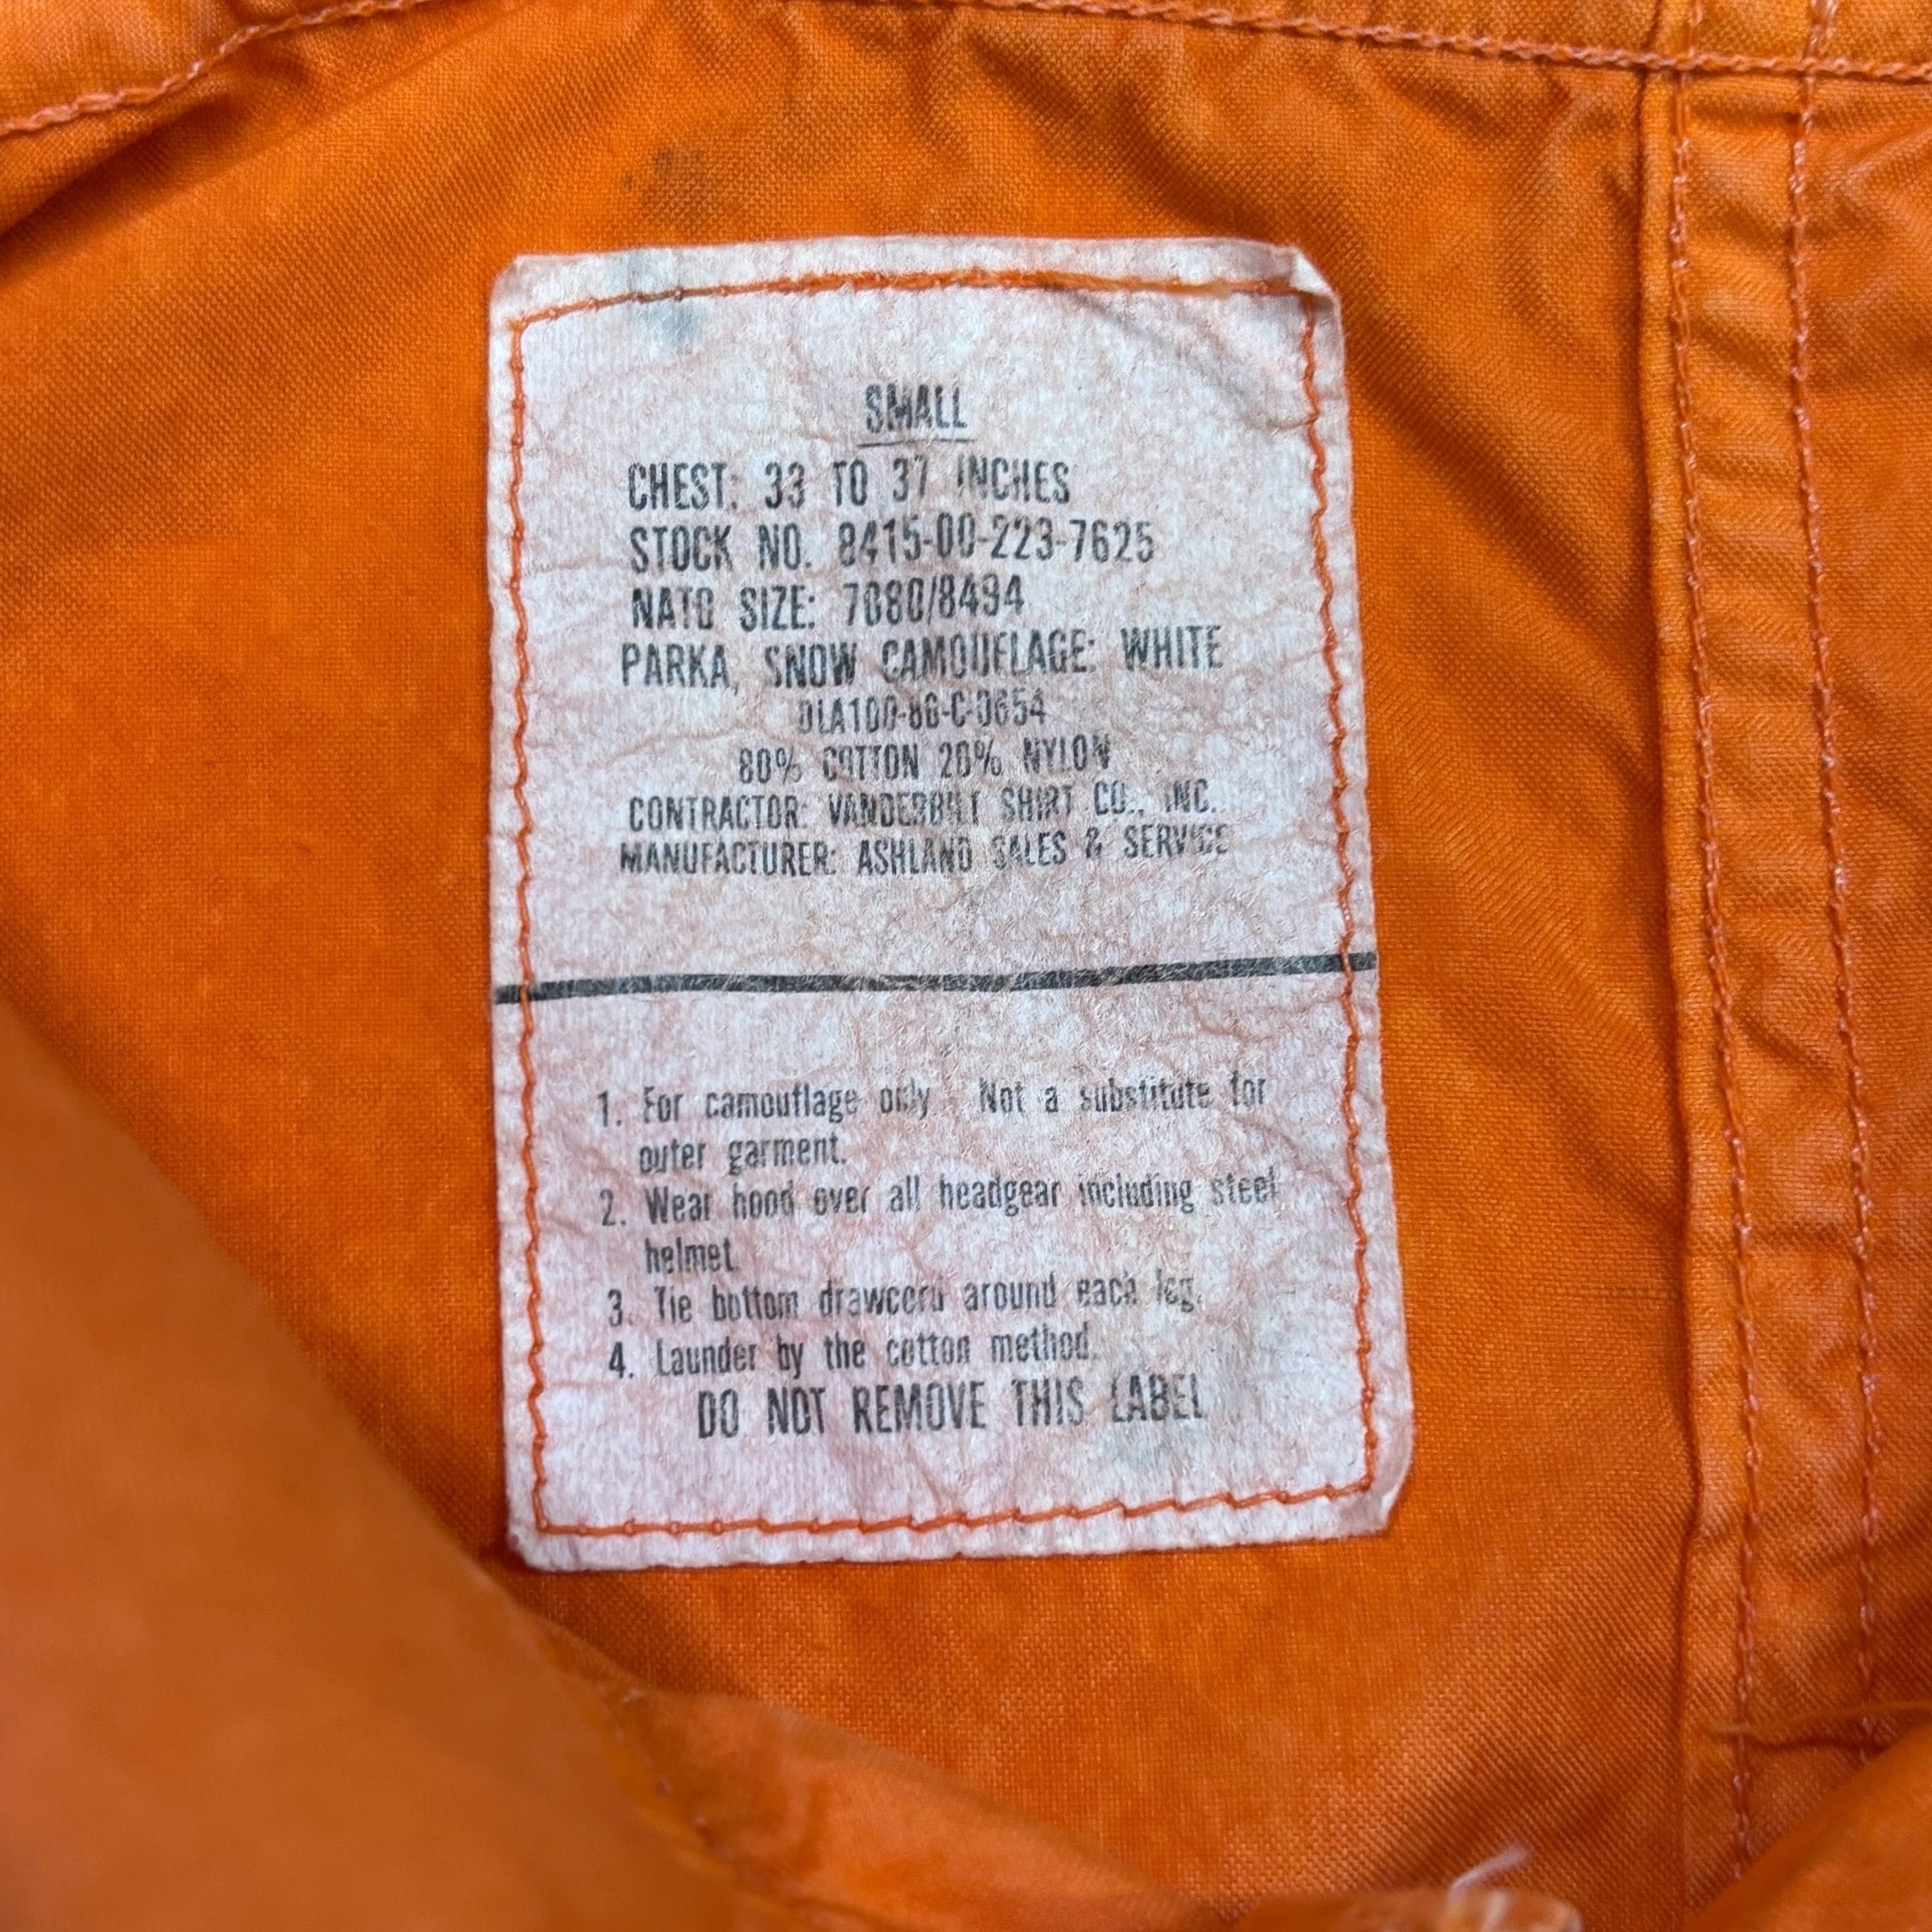 SMALL
CHEST: 33 TO 37 INCHES
STOCK NO. 8415-00-223-7625
NATO SIZE: 7080/8494
PARKA, SNOW CAMOUFLAGE: WHITE
DLA100-86-C-0654
80% COTTON 20% NYLON
CONTRACTOR: VANDERBILT SHIRT CO., INC.
MANUFACTURER: ASHLAND SALES & SERVICE
1. For camouflage only. Not a substitute for
outer garment.
2. Wear hood over all headgear including steel
helmet.
3. Tie bottom drawcord around each leg.
4. Launder by the cotton method.
DO NOT REMOVE THIS LABEL